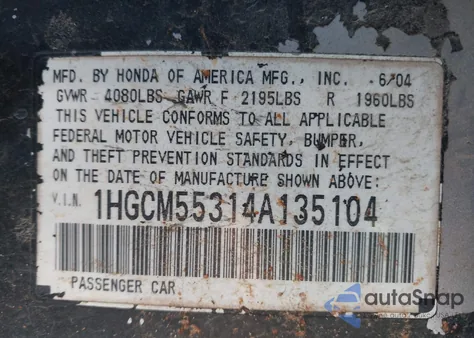 MFD. BY HONDA OF AMERICA MFG., INC. 6/04
GVWR 4080LBS GAWR F 2195LBS R 1960LBS
THIS VEHICLE CONFORMS TO ALL APPLICABLE
FEDERAL MOTOR VEHICLE SAFETY, BUMPER,
AND THEFT PREVENTION STANDARDS IN EFFECT
ON THE DATE OF MANUFACTURE SHOWN ABOVE:
V.I.N. 1HGCM55314A135104
PASSENGER CAR
autoSnap